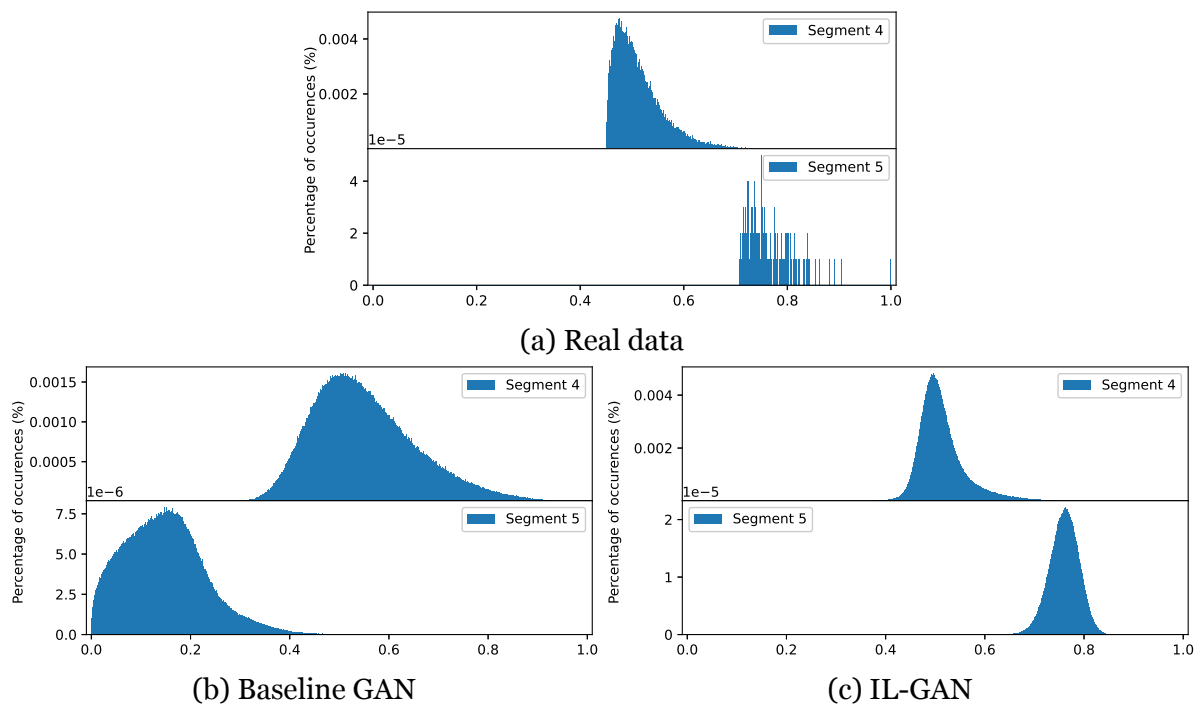 Percentage of occurences (%)
0.004
0.002
Segment 4
1e−5
4
2
0
Segment 5
0.0 0.2 0.4 0.6 0.8 1.0
(a) Real data
Percentage of occurences (%)
0.0015
0.0010
0.0005
Segment 4
1e−6
7.5
5.0
2.5
0.0
Segment 5
0.0 0.2 0.4 0.6 0.8 1.0
(b) Baseline GAN
Percentage of occurences (%)
0.004
0.002
Segment 4
1e−5
2
1
0
Segment 5
0.0 0.2 0.4 0.6 0.8 1.0
(c) IL-GAN